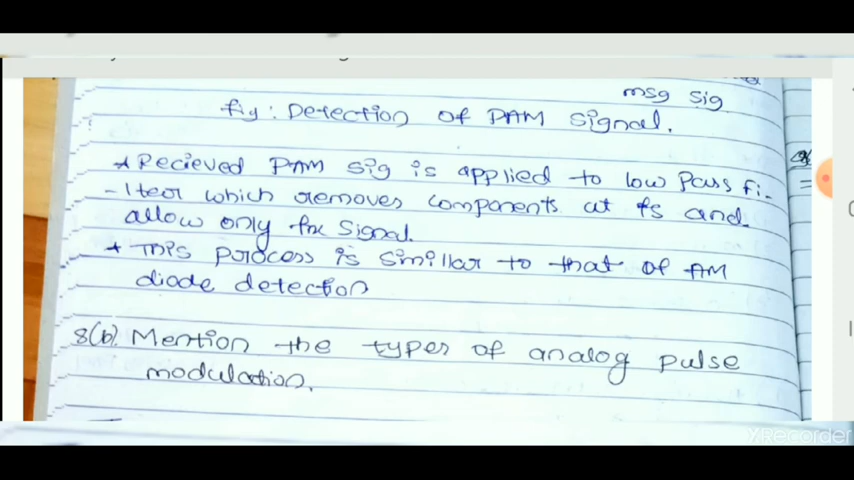 msg sig
fig: Detection of PAM signal.
* Recieved PAM sig is applied to low pass fi-
-lter which removes components at fs and
allow only fm signal.
* This process is similar to that of AM
diode detection
8(b). Mention the types of analog pulse
modulation.
XRecorder